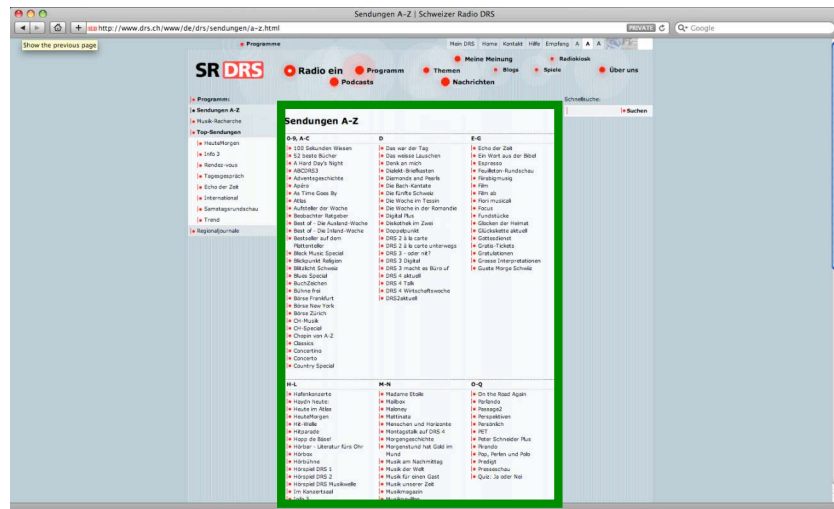 Sendungen A-Z | Schweizer Radio DRS
http://www.drs.ch/www/de/drs/sendungen/a-z.html
PRIVATE
Google
Show the previous page
Programme
Mein DRS Home Kontakt Hilfe Empfang A A A
SR DRS
Meine Meinung
Radiokiosk
Radio ein
Programm
Themen
Blogs
Spiele
Über uns
Podcasts
Nachrichten
Programm:
Sendungen A-Z
Musik-Recherche
Top-Sendungen
HeuteMorgen
Info 3
Rendez-vous
Tagesgespräch
Echo der Zeit
International
Samstagsrundschau
Trend
Regionaljournale
Schnellsuche:
Suchen
Sendungen A-Z
0-9, A-C
100 Sekunden Wissen
52 beste Bücher
A Hard Day's Night
ABCDRS3
Adventsgeschichte
Apéro
As Time Goes By
Atlas
Aufsteller der Woche
Beobachter Ratgeber
Best of - Die Ausland-Woche
Best of - Die Inland-Woche
Bestseller auf dem
Plattenteller
Black Music Special
Blickpunkt Religion
Blitzlicht Schweiz
Blues Special
BuchZeichen
Bühne frei
Börse Frankfurt
Börse New York
Börse Zürich
CH-Musik
CH-Special
Chopin von A-Z
Classics
Concertino
Concerto
Country Special
D
Das war der Tag
Das weisse Lauschen
Denk an mich
Dialekt-Briefkasten
Diamonds and Pearls
Die Bach-Kantate
Die fünfte Schweiz
Die Woche im Tessin
Die Woche in der Romandie
Digital Plus
Diskothek im Zwei
Doppelpunkt
DRS 2 à la carte
DRS 2 à la carte unterwegs
DRS 3 - oder nit?
DRS 3 Digital
DRS 3 macht es Büro uf
DRS 4 aktuell
DRS 4 Talk
DRS 4 Wirtschaftswoche
DRS2aktuell
E-G
Echo der Zeit
Ein Wort aus der Bibel
Espresso
Feuilleton-Rundschau
Fiirabigmusig
Film
Film ab
Fiori musicali
Focus
Fundstücke
Glocken der Heimat
Glückskette aktuell
Gottesdienst
Gratis-Tickets
Gratulationen
Grosse Interpretationen
Guete Morge Schwiiz
H-L
Hafenkonzerte
Haydn heute:
Heute im Atlas
HeuteMorgen
Hit-Welle
Hitparade
Hopp de Bäse!
Hörbar - Literatur fürs Ohr
Hörbox
Hörbühne
Hörspiel DRS 1
Hörspiel DRS 2
Hörspiel DRS Musikwelle
Im Konzertsaal
Info 3
M-N
Madame Etoile
Mailbox
Maloney
Mattinata
Menschen und Horizonte
Montagstalk auf DRS 4
Morgengeschichte
Morgenstund hat Gold im
Mund
Musik am Nachmittag
Musik der Welt
Musik für einen Gast
Musik unserer Zeit
Musikmagazin
O-Q
On the Road Again
Parlando
Passage2
Perspektiven
Persönlich
PET
Peter Schneider Plus
Pirando
Pop, Perlen und Polo
Predigt
Presseschau
Quiz: Ja oder Nei